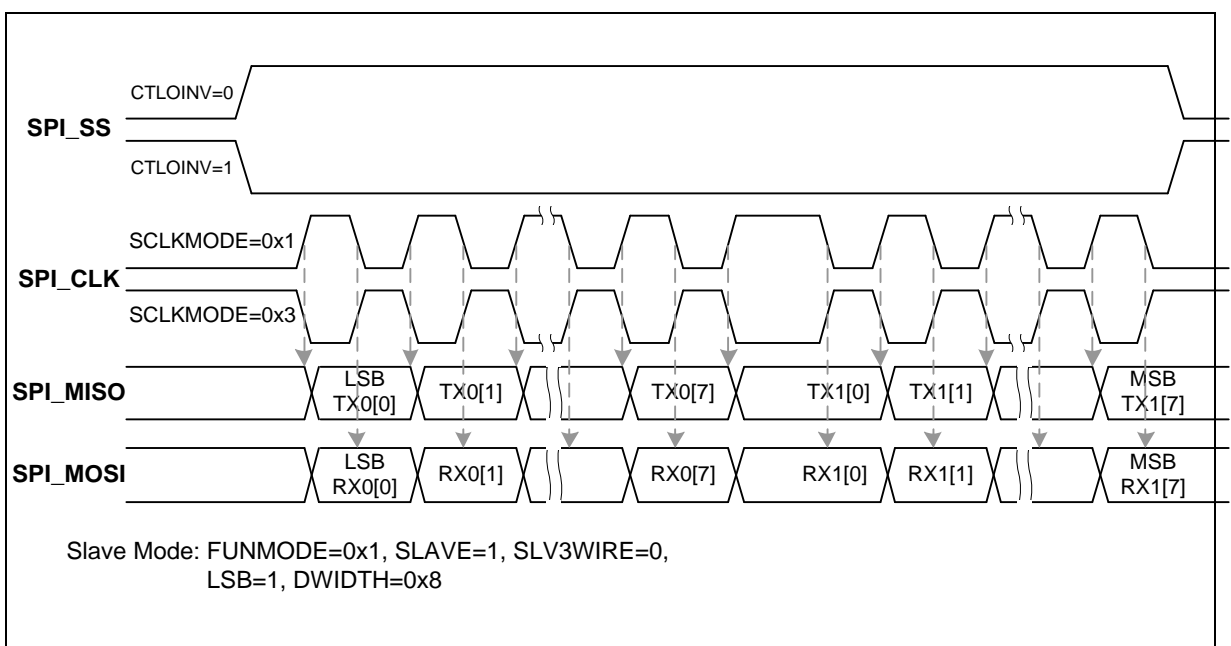 CTLOINV=0
SPI_SS
CTLOINV=1
SCLKMODE=0x1
SPI_CLK
SCLKMODE=0x3
SPI_MISO
LSB
TX0[0]
TX0[1]
TX0[7]
TX1[0]
TX1[1]
MSB
TX1[7]
SPI_MOSI
LSB
RX0[0]
RX0[1]
RX0[7]
RX1[0]
RX1[1]
MSB
RX1[7]
Slave Mode: FUNMODE=0x1, SLAVE=1, SLV3WIRE=0,
LSB=1, DWIDTH=0x8